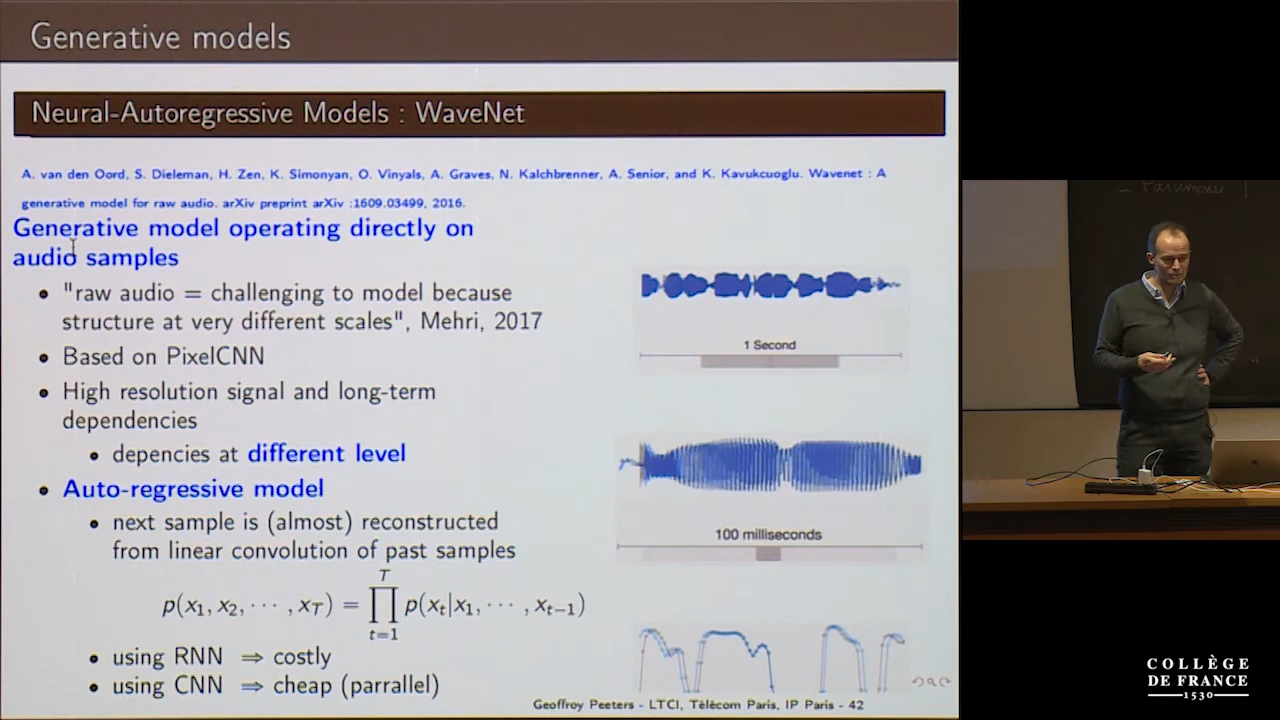 Generative models
Neural-Autoregressive Models : WaveNet
A. van den Oord, S. Dieleman, H. Zen, K. Simonyan, O. Vinyals, A. Graves, N. Kalchbrenner, A. Senior, and K. Kavukcuoglu. Wavenet : A
generative model for raw audio. arXiv preprint arXiv :1609.03499, 2016.
Generative model operating directly on
audio samples
• "raw audio = challenging to model because
structure at very different scales", Mehri, 2017
• Based on PixelCNN
• High resolution signal and long-term
dependencies
• depencies at different level
• Auto-regressive model
• next sample is (almost) reconstructed
from linear convolution of past samples
p(x₁, x₂, ⋯ , x_T) = ∏_{t=1}^{T} p(x_t|x₁, ⋯ , x_{t−1})
• using RNN ⇒ costly
• using CNN ⇒ cheap (parrallel)
1 Second
100 milliseconds
Geoffroy Peeters - LTCI, Télécom Paris, IP Paris - 42
COLLÈGE
DE FRANCE
1530